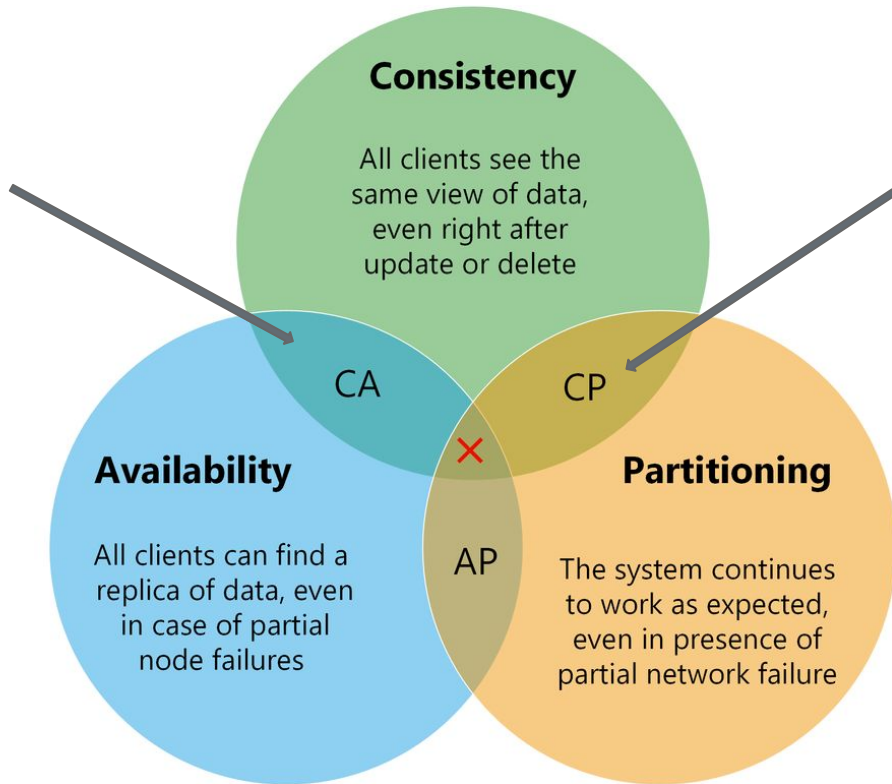 Consistency
All clients see the
same view of data,
even right after
update or delete
CA
CP
Availability
Partitioning
All clients can find a
replica of data, even
in case of partial
node failures
AP
The system continues
to work as expected,
even in presence of
partial network failure